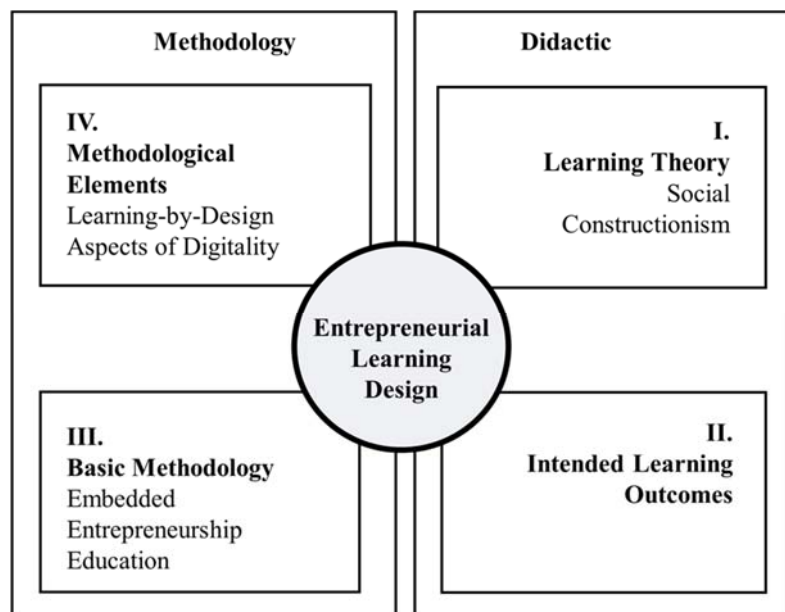 Methodology
IV.
Methodological
Elements
Learning-by-Design
Aspects of Digitality
III.
Basic Methodology
Embedded
Entrepreneurship
Education
Entrepreneurial
Learning
Design
Didactic
I.
Learning Theory
Social
Constructionism
II.
Intended Learning
Outcomes